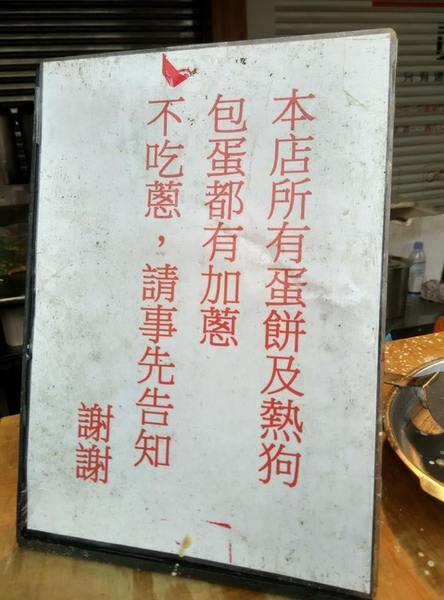 本店所有蛋餅及熱狗
包蛋都有加蔥
不吃蔥，請事先告知
謝謝